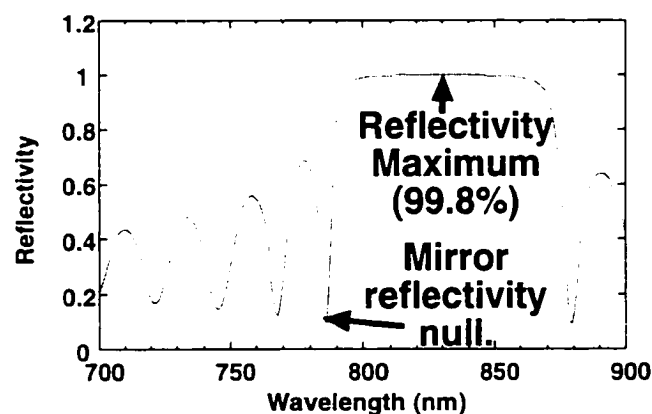 1.2
1
0.8
0.6
0.4
0.2
0
Reflectivity
Reflectivity
Maximum
(99.8%)
Mirror
reflectivity
null.
700
750
800
850
900
Wavelength (nm)